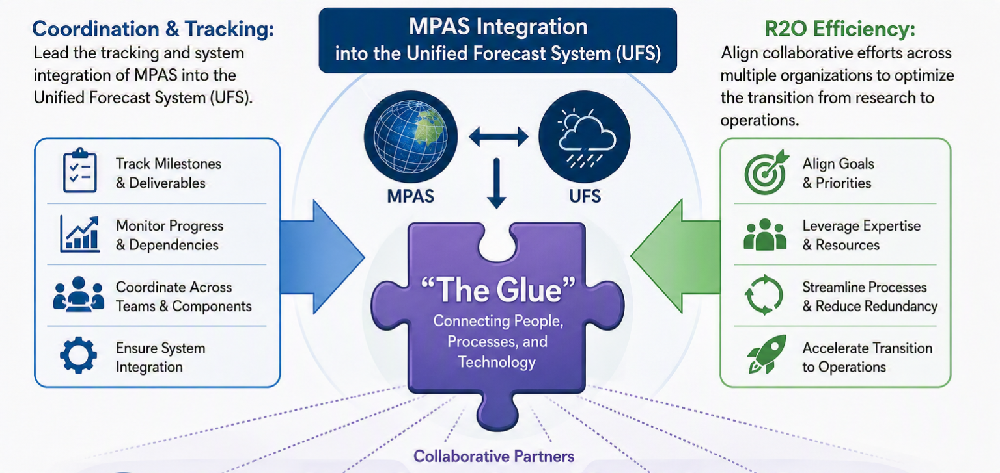 Coordination & Tracking:
Lead the tracking and system
integration of MPAS into the
Unified Forecast System (UFS).
Track Milestones
& Deliverables
Monitor Progress
& Dependencies
Coordinate Across
Teams & Components
Ensure System
Integration
MPAS Integration
into the Unified Forecast System (UFS)
MPAS
UFS
“The Glue”
Connecting People,
Processes, and
Technology
Collaborative Partners
R2O Efficiency:
Align collaborative efforts across
multiple organizations to optimize
the transition from research to
operations.
Align Goals
& Priorities
Leverage Expertise
& Resources
Streamline Processes
& Reduce Redundancy
Accelerate Transition
to Operations